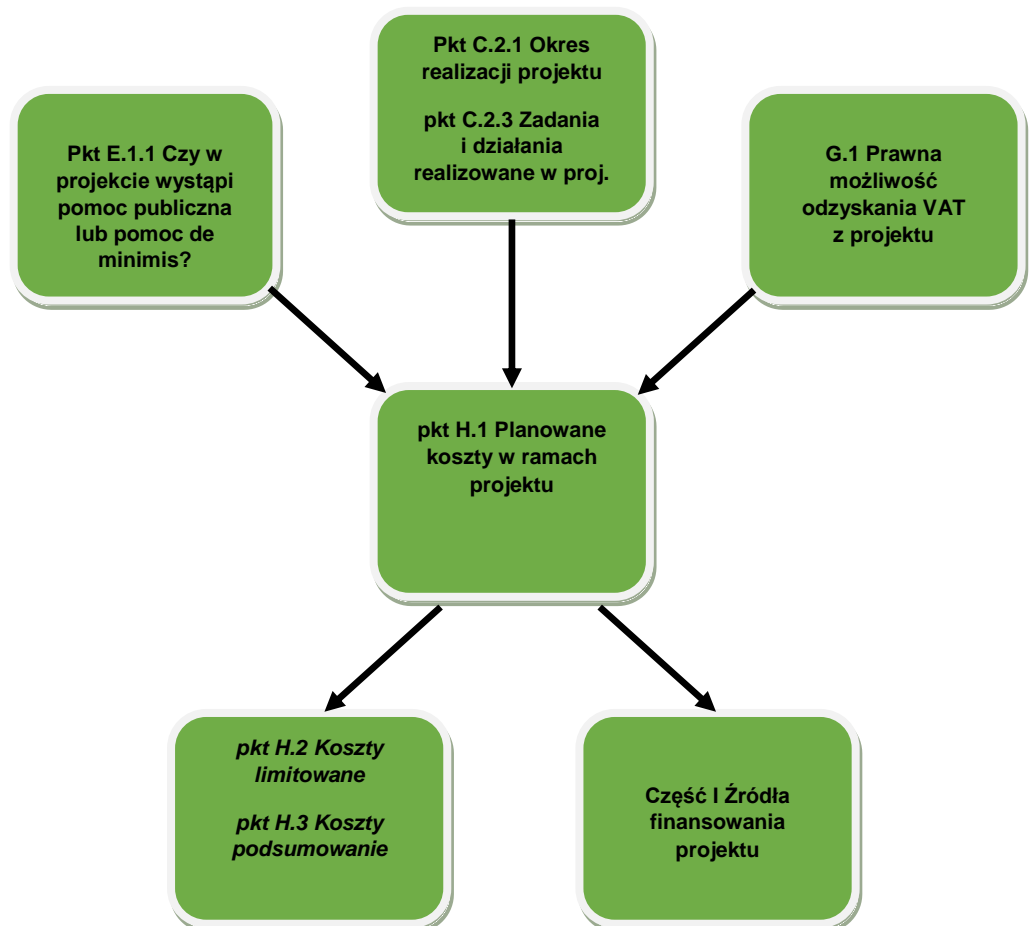 Pkt E.1.1 Czy w
projekcie wystąpi
pomoc publiczna
lub pomoc de
minimis?
Pkt C.2.1 Okres
realizacji projektu
pkt C.2.3 Zadania
i działania
realizowane w proj.
G.1 Prawna
możliwość
odzyskania VAT
z projektu
pkt H.1 Planowane
koszty w ramach
projektu
pkt H.2 Koszty
limitowane
pkt H.3 Koszty
podsumowanie
Część I Źródła
finansowania
projektu